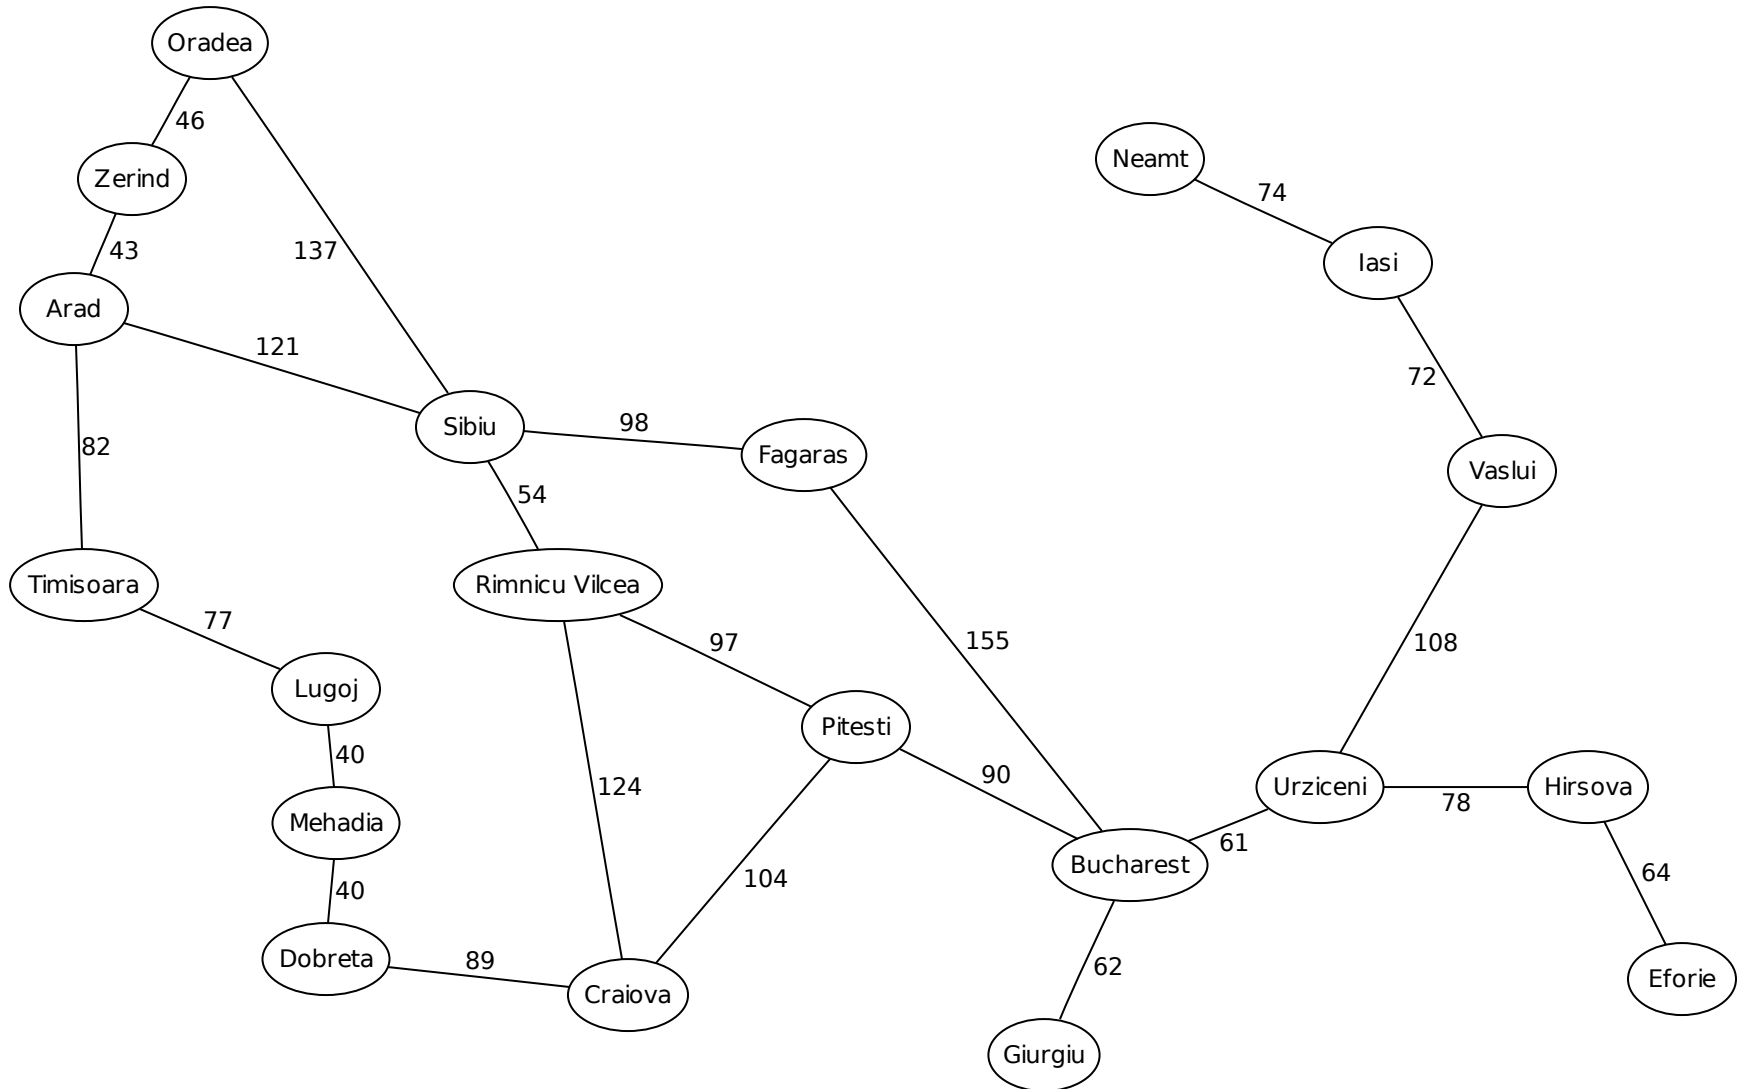 Oradea
46
Zerind
Neamt
74
43
137
Iasi
Arad
121
72
98
Sibiu
82
Fagaras
Vaslui
54
Timisoara
Rimnicu Vilcea
77
97
155
108
Lugoj
Pitesti
40
90
124
Urziceni
Hirsova
78
Mehadia
61
Bucharest
104
64
40
Dobreta
89
62
Eforie
Craiova
Giurgiu